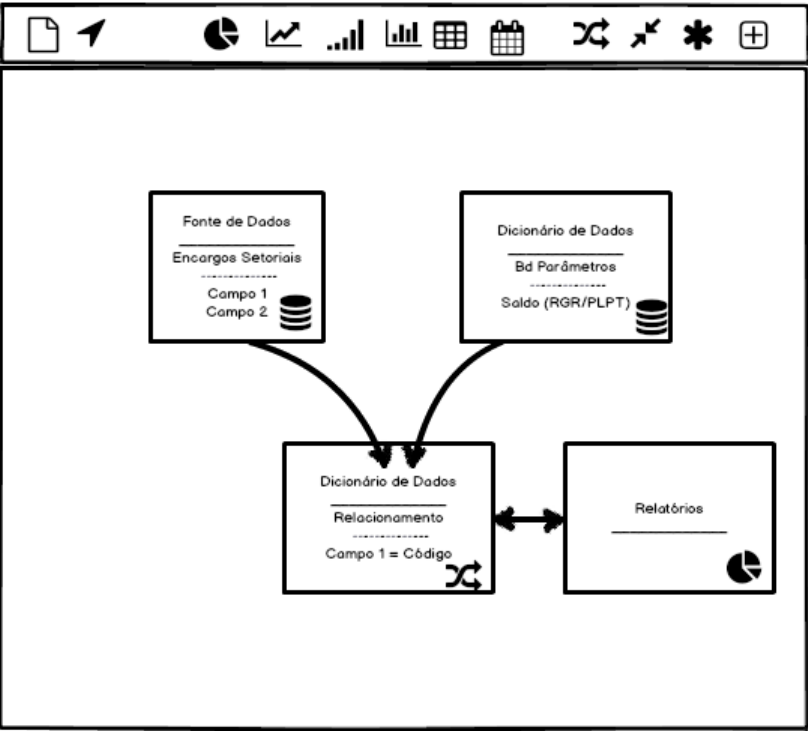 Fonte de Dados
Encargos Setoriais
Campo 1
Campo 2
Dicionário de Dados
Bd Parâmetros
Saldo (RGR/PLPT)
Dicionário de Dados
Relacionamento
Campo 1 = Código
Relatórios